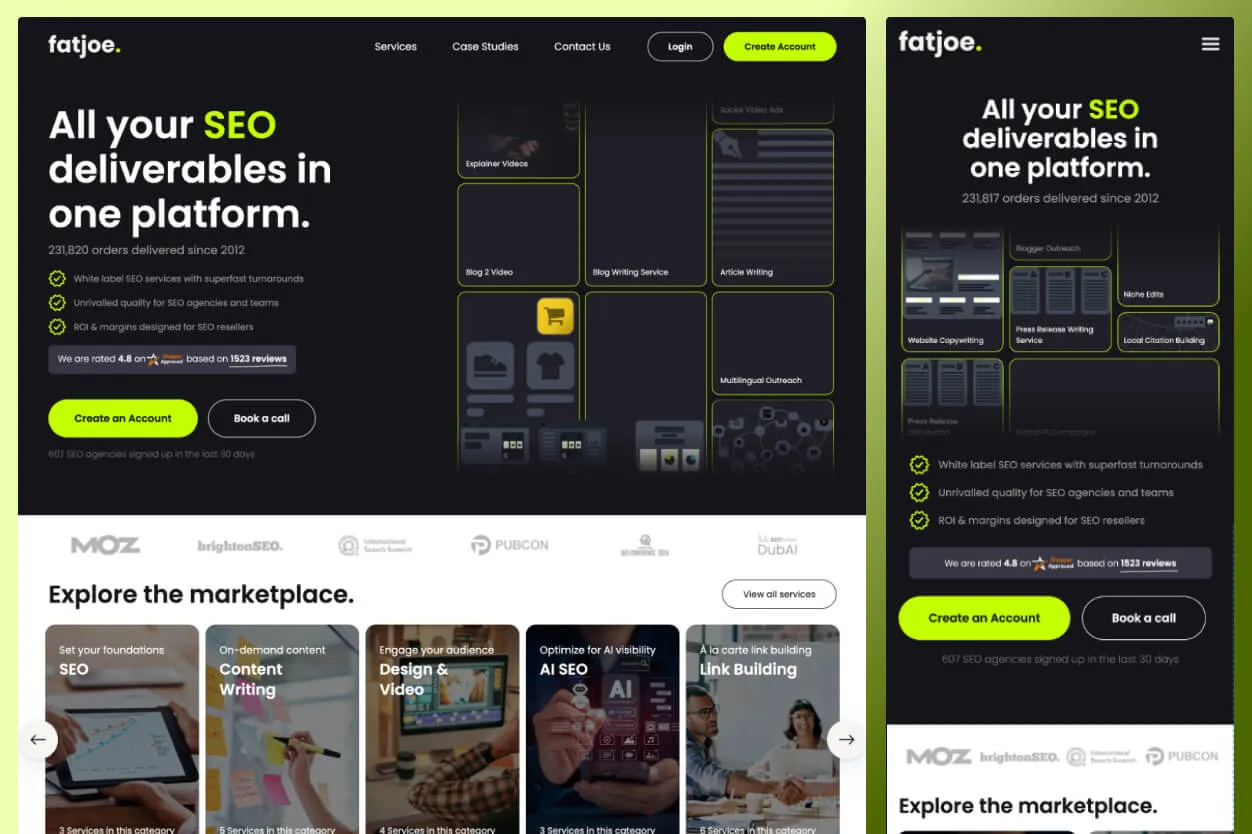 fatjoe.
Services
Case Studies
Contact Us
Login
Create Account
All your SEO
deliverables in
one platform.
231,820 orders delivered since 2012
White label SEO services with superfast turnarounds
Unrivalled quality for SEO agencies and teams
ROI & margins designed for SEO resellers
We are rated 4.8 on Shopper Approved based on 1523 reviews
Create an Account
Book a call
607 SEO agencies signed up in the last 30 days
Social Video Ads
Explainer Videos
Blog 2 Video
Blog Writing Service
Article Writing
Multilingual Outreach
MOZ
brightonSEO.
International
Search Summit
PUBCON
SEO
DubAI
Explore the marketplace.
View all services
Set your foundations
SEO
3 Services in this category
On-demand content
Content
Writing
5 Services in this category
Engage your audience
Design &
Video
4 Services in this category
Optimize for AI visibility
AI SEO
AI
3 Services in this category
À la carte link building
Link Building
6 Services in this category
fatjoe.
All your SEO
deliverables in
one platform.
231,817 orders delivered since 2012
Blogger Outreach
Niche Edits
A B C
Website Copywriting
Press Release Writing
Service
Local Citation Building
A B C
Press Release
Distribution
Digital PR Campaigns
White label SEO services with superfast turnarounds
Unrivalled quality for SEO agencies and teams
ROI & margins designed for SEO resellers
We are rated 4.8 on Shopper Approved based on 1523 reviews
Create an Account
Book a call
607 SEO agencies signed up in the last 30 days
MOZ
brightonSEO.
International
Search Summit
PUBCON
Explore the marketplace.